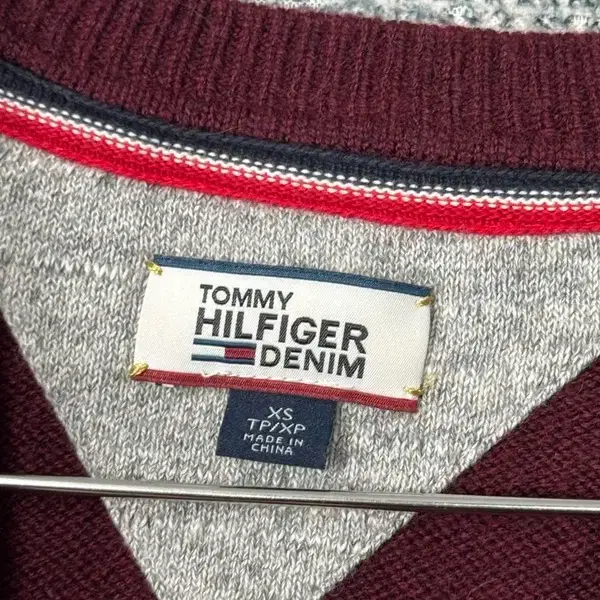 TOMMY
HILFIGER
DENIM
XS
TP/XP
MADE IN
CHINA